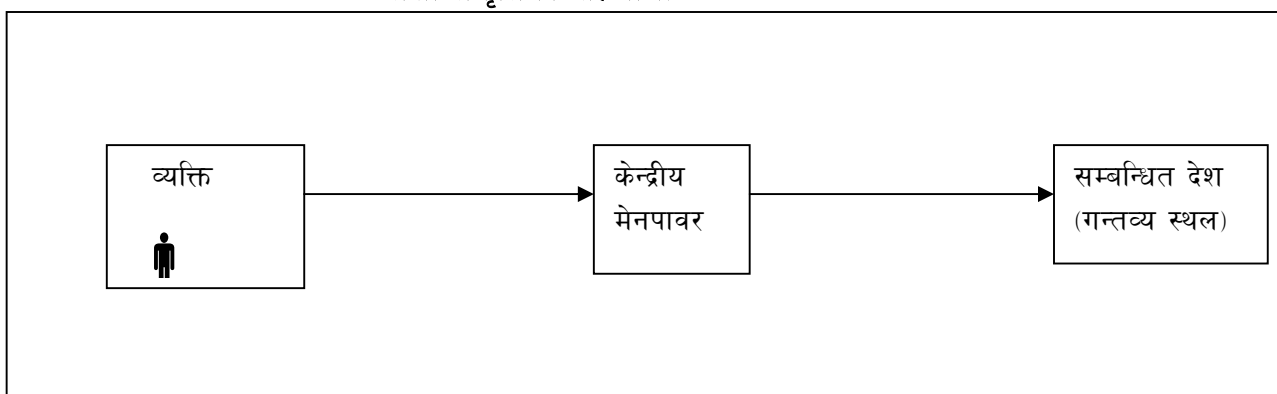 व्यक्ति
केन्द्रीय
मेनपावर
सम्बन्धित देश
(गन्तव्य स्थल)